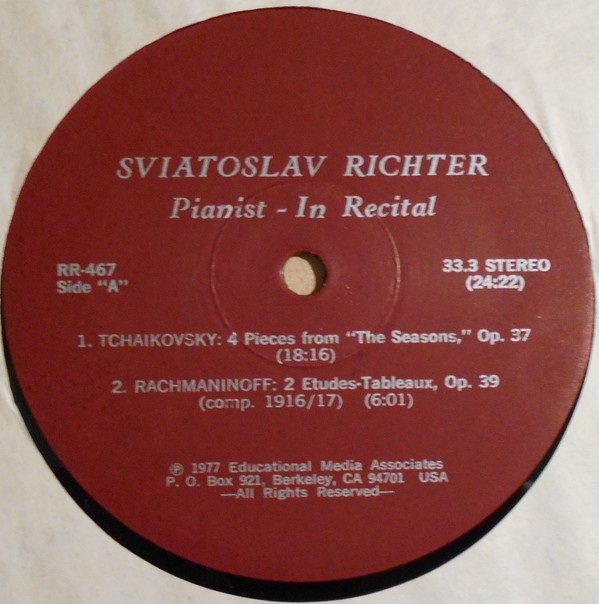 SVIATOSLAV RICHTER
Pianist - In Recital
RR-467
Side "A"
33.3 STEREO
(24:22)
1. TCHAIKOVSKY: 4 Pieces from "The Seasons," Op. 37
(18:16)
2. RACHMANINOFF: 2 Etudes-Tableaux, Op. 39
(comp. 1916/17) (6:01)
℗ 1977 Educational Media Associates
P. O. Box 921, Berkeley, CA 94701 USA
—All Rights Reserved—